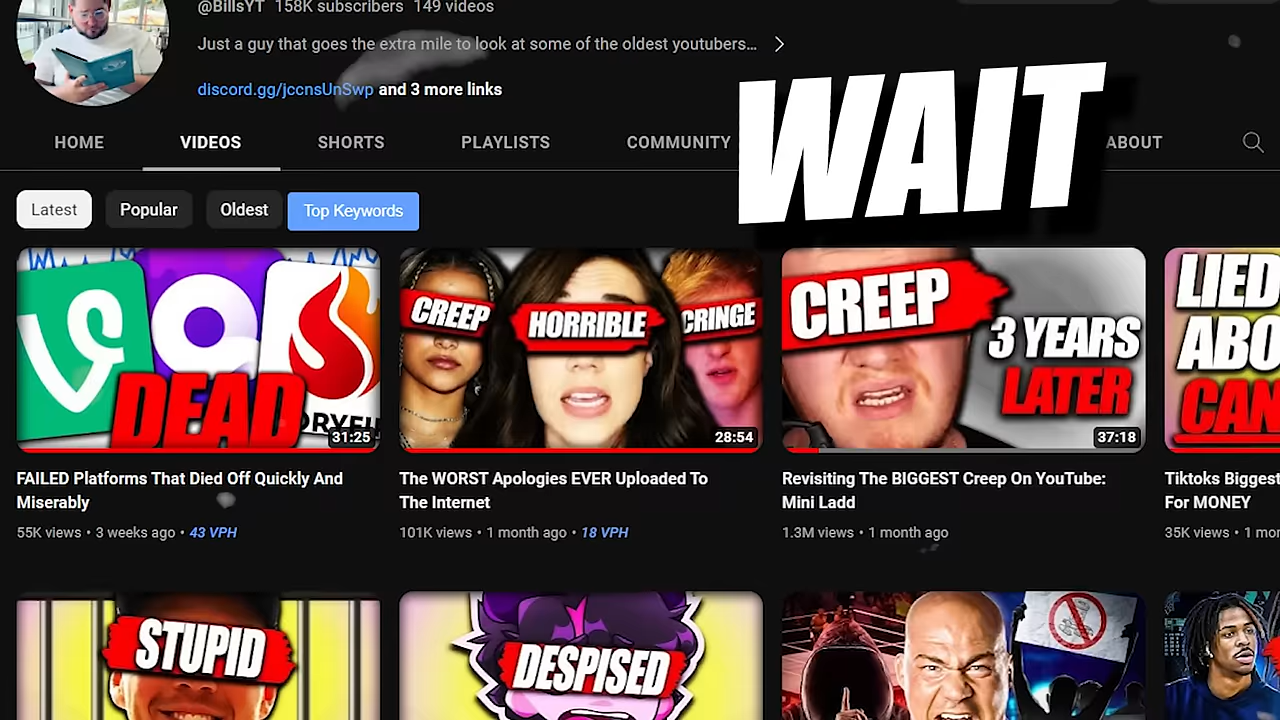 @BillsYT 158K subscribers 149 videos
Just a guy that goes the extra mile to look at some of the oldest youtubers...
discord.gg/jccnsUnSwp and 3 more links
WAIT
HOME VIDEOS SHORTS PLAYLISTS COMMUNITY ABOUT
Latest Popular Oldest Top Keywords
DEAD
31:25
CREEP HORRIBLE CRINGE
28:54
CREEP
3 YEARS
LATER
37:18
LIED
ABO
CAN
FAILED Platforms That Died Off Quickly And
Miserably
55K views • 3 weeks ago • 43 VPH
The WORST Apologies EVER Uploaded To
The Internet
101K views • 1 month ago • 18 VPH
Revisiting The BIGGEST Creep On YouTube:
Mini Ladd
1.3M views • 1 month ago
Tiktoks Biggest
For MONEY
35K views • 1 mor
STUPID
DESPISED